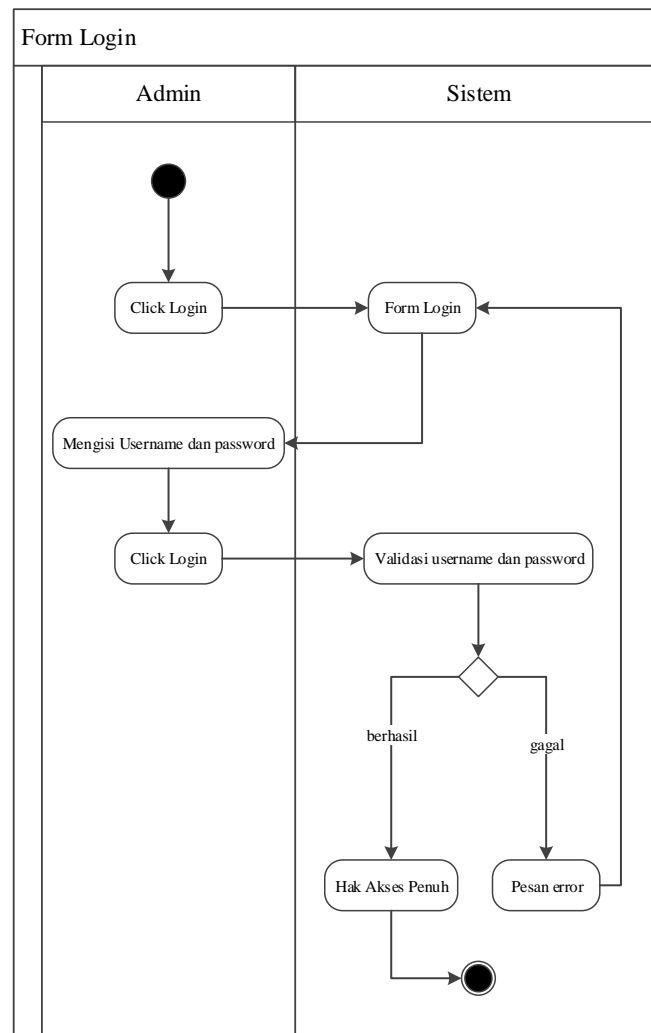 Form Login
Admin
Sistem
Click Login
Form Login
Mengisi Username dan password
Click Login
Validasi username dan password
berhasil
gagal
Hak Akses Penuh
Pesan error